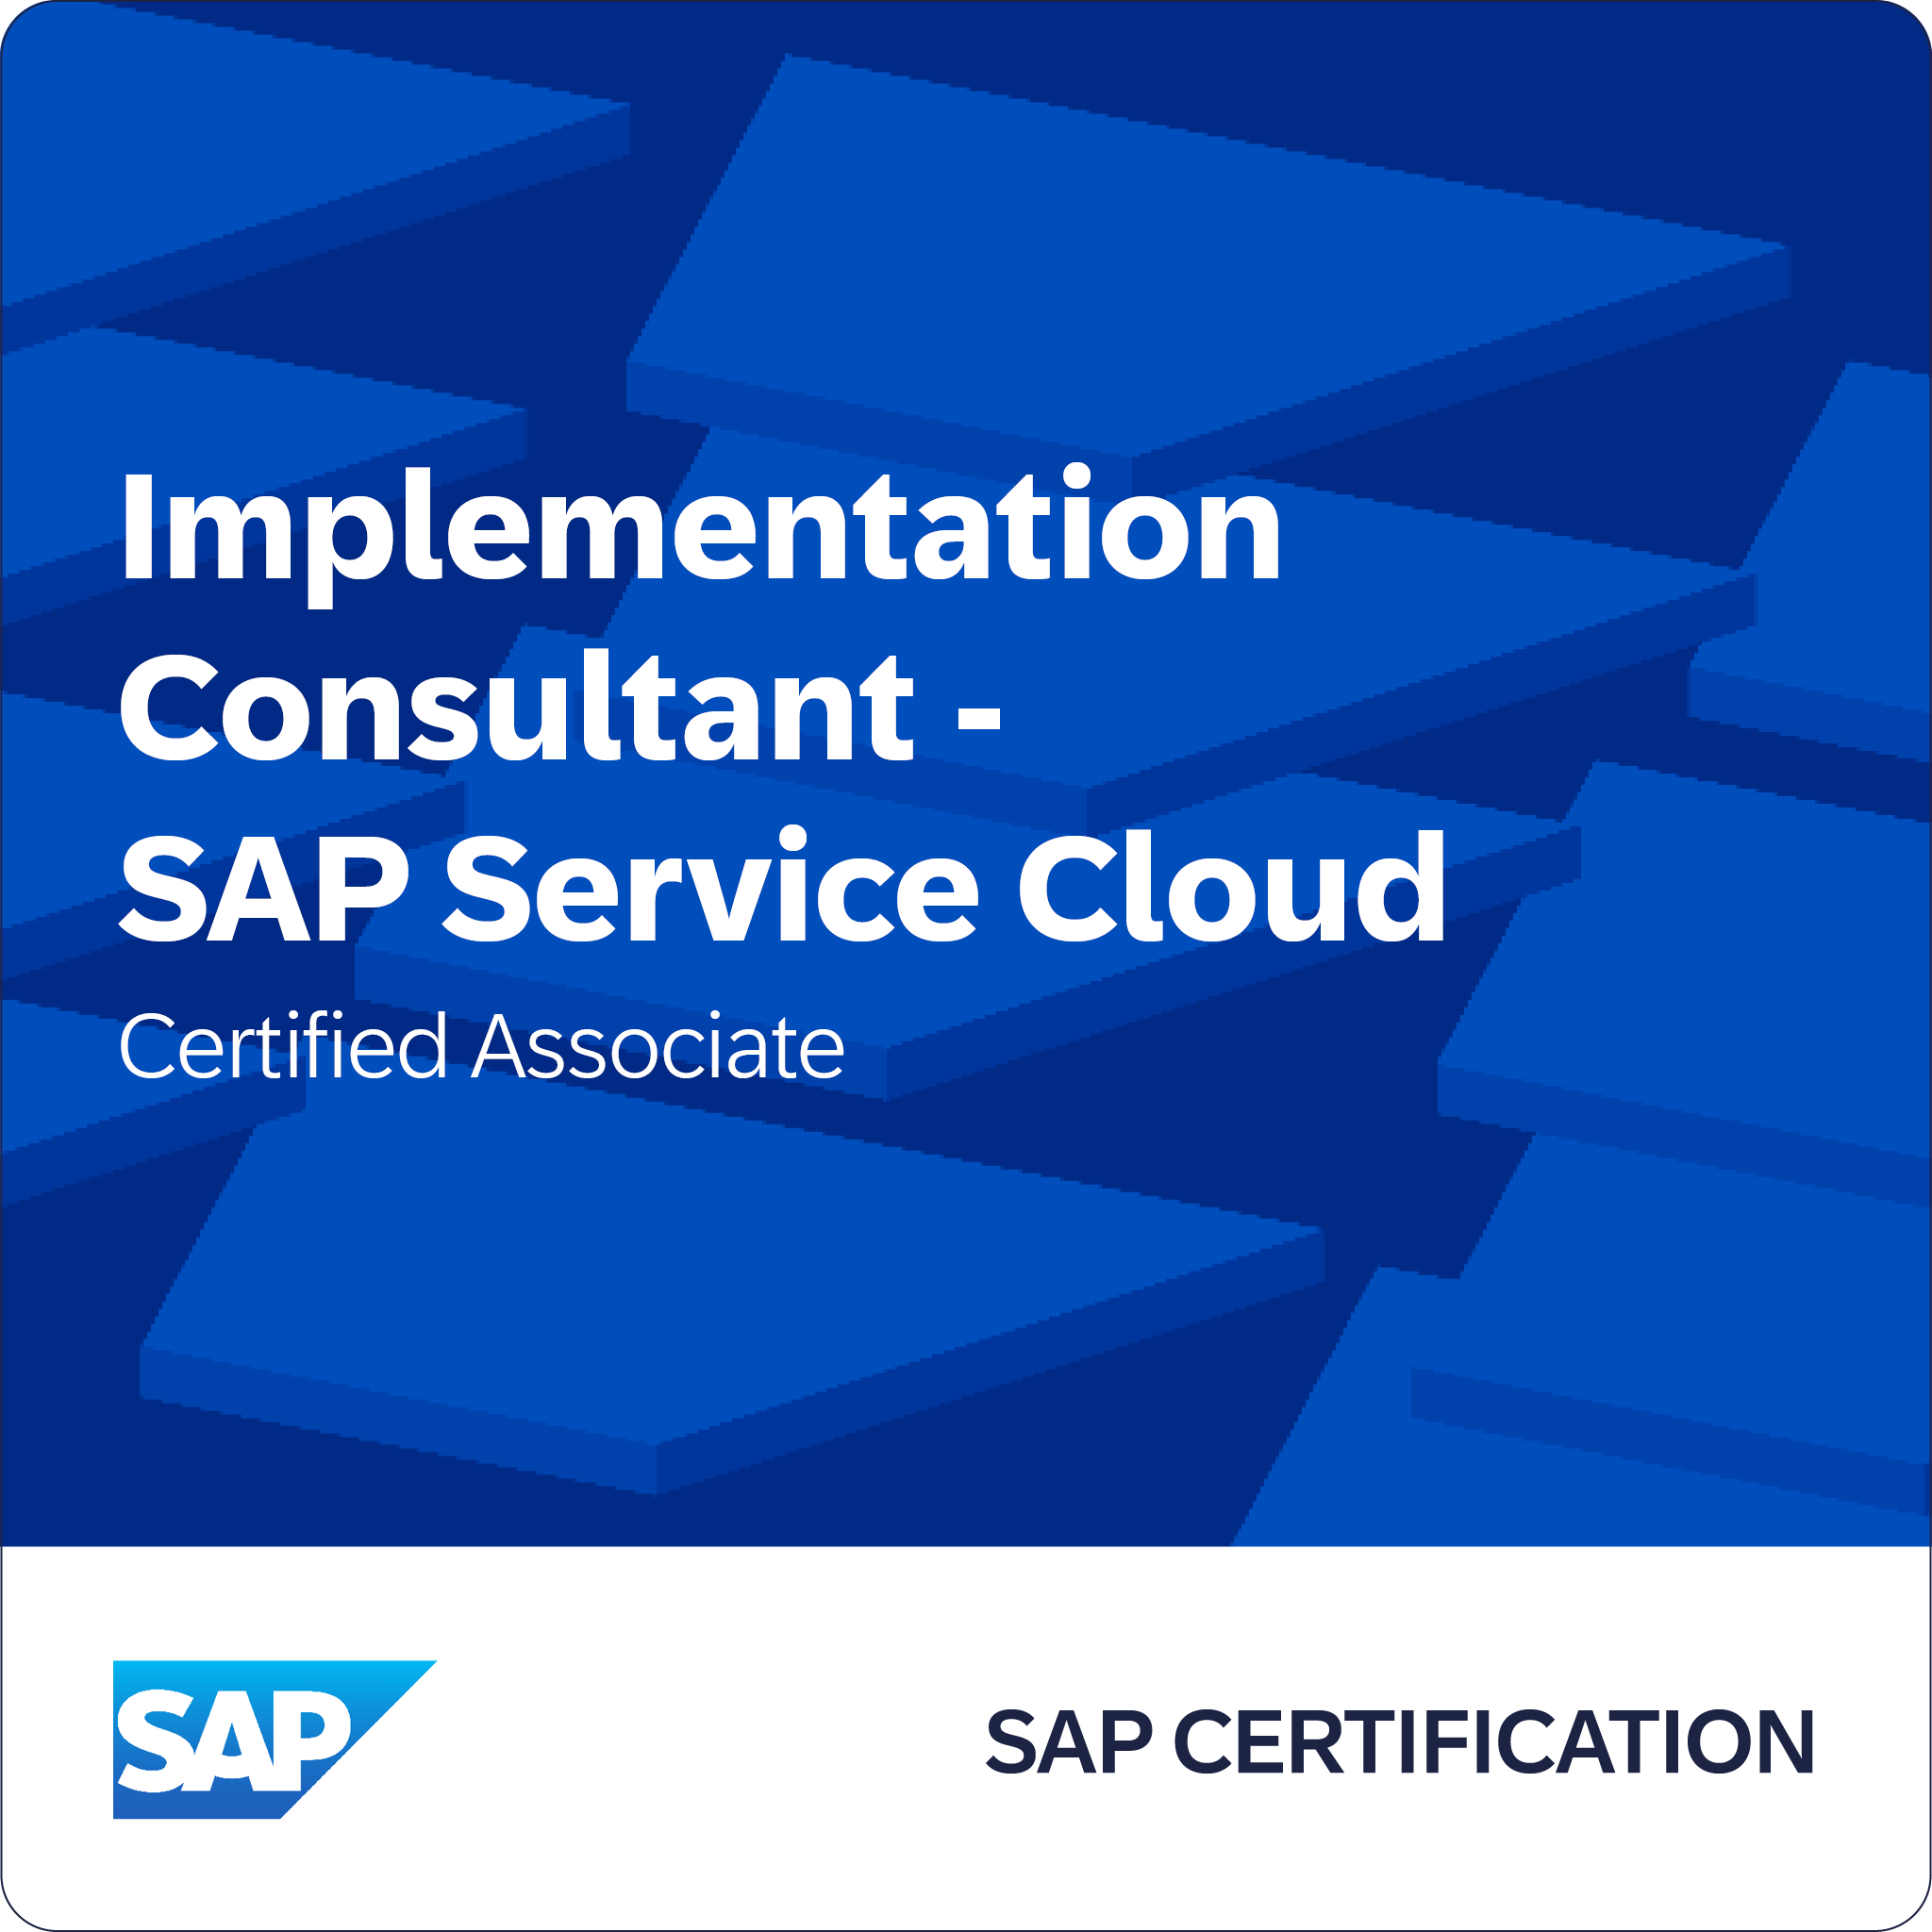 Implementation
Consultant -
SAP Service Cloud
Certified Associate
SAP
SAP CERTIFICATION